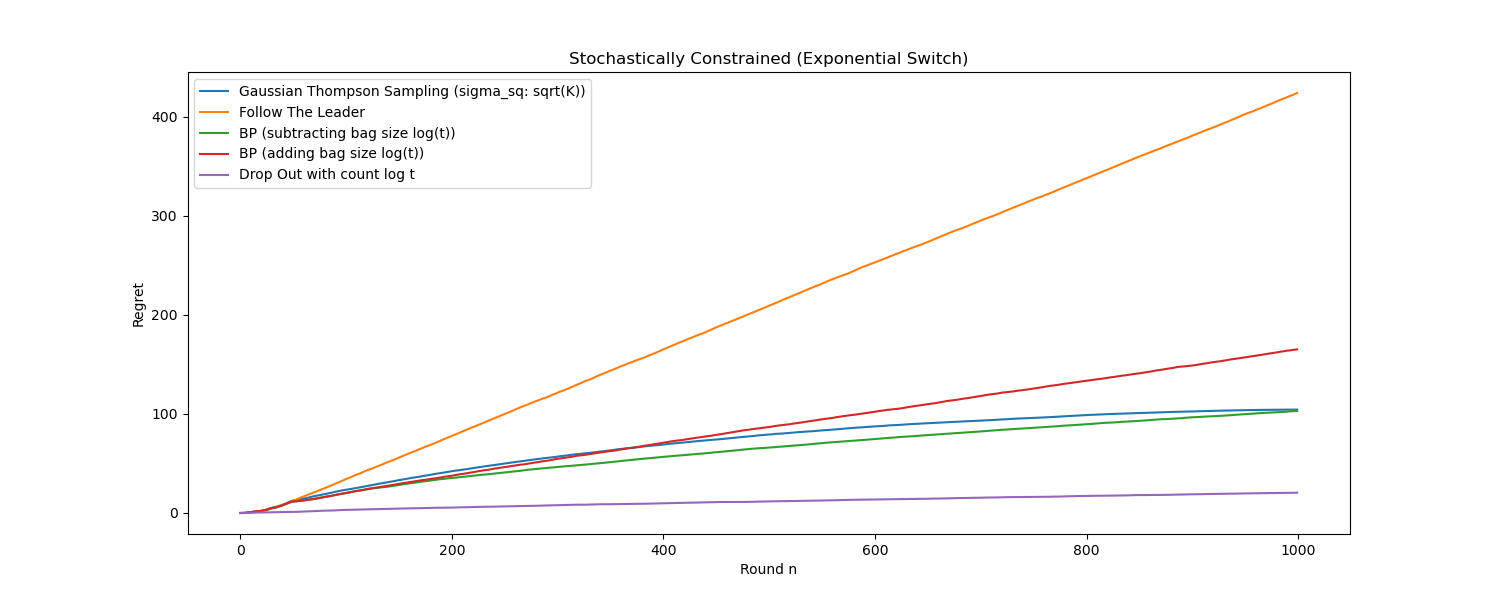 Stochastically Constrained (Exponential Switch)
Gaussian Thompson Sampling (sigma_sq: sqrt(K))
Follow The Leader
BP (subtracting bag size log(t))
BP (adding bag size log(t))
Drop Out with count log t
400
300
200
100
0
Regret
0 200 400 600 800 1000
Round n